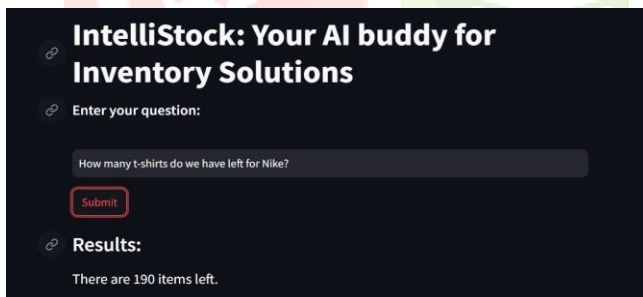 IntelliStock: Your AI buddy for
Inventory Solutions
Enter your question:
How many t-shirts do we have left for Nike?
Submit
Results:
There are 190 items left.